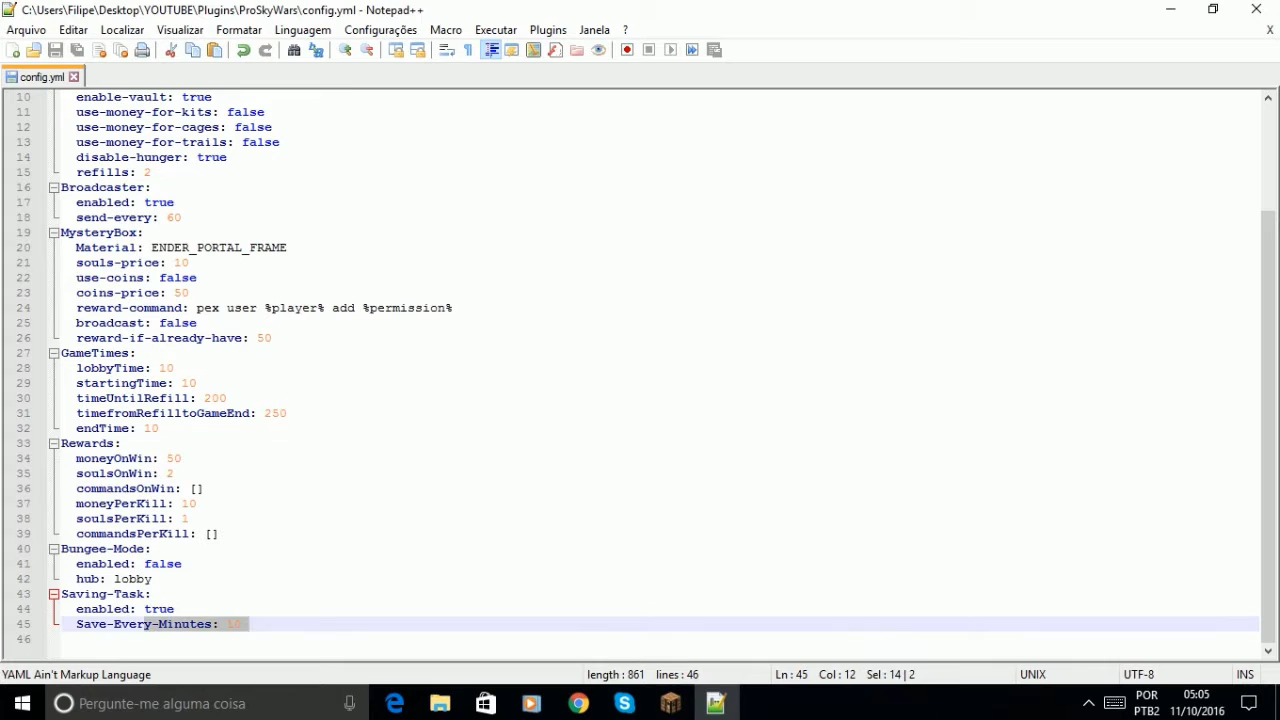 C:\Users\Filipe\Desktop\YOUTUBE\Plugins\ProSkyWars\config.yml - Notepad++
Arquivo Editar Localizar Visualizar Formatar Linguagem Configurações Macro Executar Plugins Janela ? X
config.yml
10 enable-vault: true
11 use-money-for-kits: false
12 use-money-for-cages: false
13 use-money-for-trails: false
14 disable-hunger: true
15 refills: 2
16 Broadcaster:
17 enabled: true
18 send-every: 60
19 MysteryBox:
20 Material: ENDER_PORTAL_FRAME
21 souls-price: 10
22 use-coins: false
23 coins-price: 50
24 reward-command: pex user %player% add %permission%
25 broadcast: false
26 reward-if-already-have: 50
27 GameTimes:
28 lobbyTime: 10
29 startingTime: 10
30 timeUntilRefill: 200
31 timefromRefilltoGameEnd: 250
32 endTime: 10
33 Rewards:
34 moneyOnWin: 50
35 soulsOnWin: 2
36 commandsOnWin: []
37 moneyPerKill: 10
38 soulsPerKill: 1
39 commandsPerKill: []
40 Bungee-Mode:
41 enabled: false
42 hub: lobby
43 Saving-Task:
44 enabled: true
45 Save-Every-Minutes: 10
46
YAML Ain't Markup Language length : 861 lines : 46 Ln : 45 Col : 12 Sel : 14 | 2 UNIX UTF-8 INS
Pergunte-me alguma coisa
POR 05:05
PTB2 11/10/2016